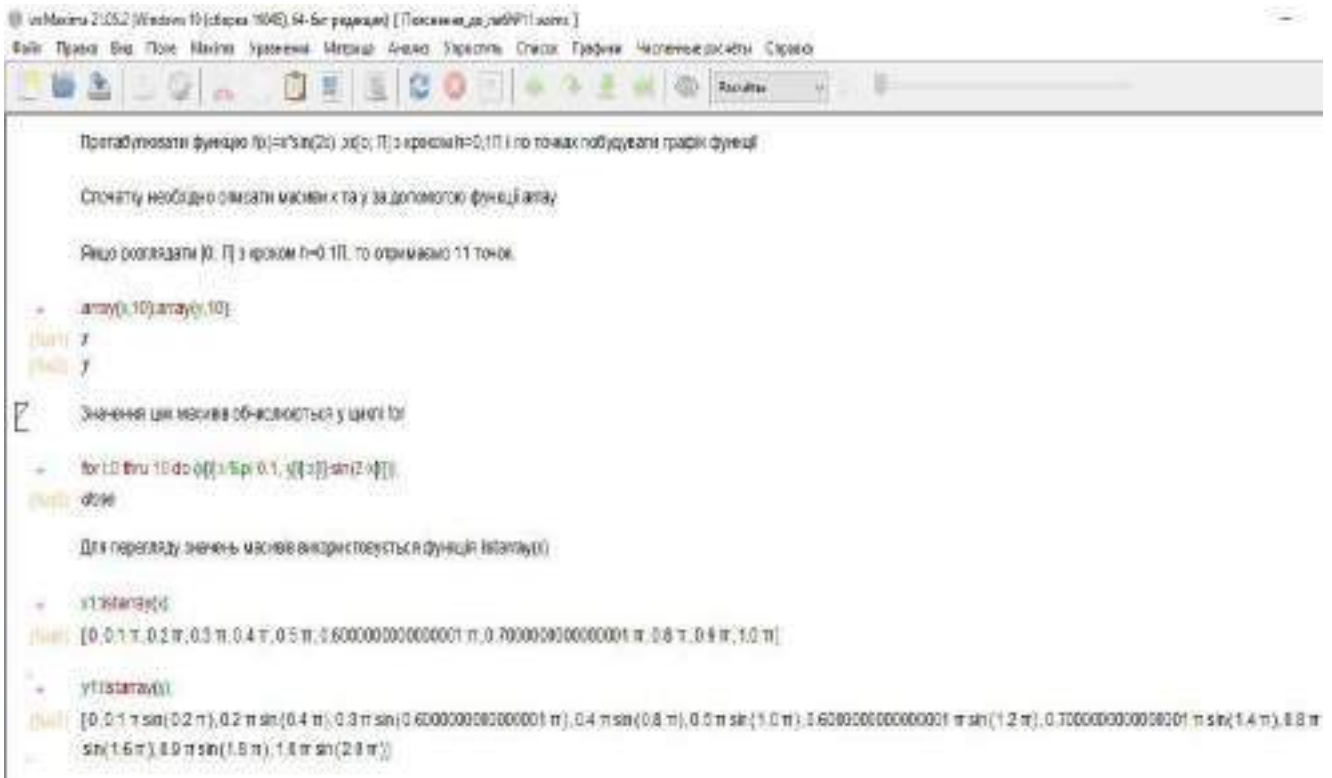 wxMaxima 21.05.2 (Windows 10 (сборка 19045), 64-бит редакция) [ Пояснення_до_лаб№11.wxmx ]
Файл Правка Вид Поле Maxima Уравнения Матрица Анализ Упростить Список Графики Численные расчёты Справка
Протабулювати функцію f(x)=x*sin(2x), xє[0; П] з кроком h=0,1П і по точках побудувати графік функції
Спочатку необхідно описати масиви x та y за допомогою функції array
Якщо розглядати [0; П] з кроком h=0.1П, то отримаємо 11 точок.
array(x,10);array(y,10);
x
y
Значення цих масивів обчислюються у циклі for
for i:0 thru 10 do (x[i]:i·%pi·0.1, y[i]:x[i]·sin(2·x[i]));
done
Для перегляду значень масивів використовується функція listarray(x)
x1:listarray(x);
[0,0.1 π,0.2 π,0.3 π,0.4 π,0.5 π,0.6000000000000001 π,0.7000000000000001 π,0.8 π,0.9 π,1.0 π]
y1:listarray(y);
[0,0.1 π sin(0.2 π),0.2 π sin(0.4 π),0.3 π sin(0.6000000000000001 π),0.4 π sin(0.8 π),0.5 π sin(1.0 π),0.6000000000000001 π sin(1.2 π),0.7000000000000001 π sin(1.4 π),0.8 π
sin(1.6 π),0.9 π sin(1.8 π),1.0 π sin(2.0 π)]